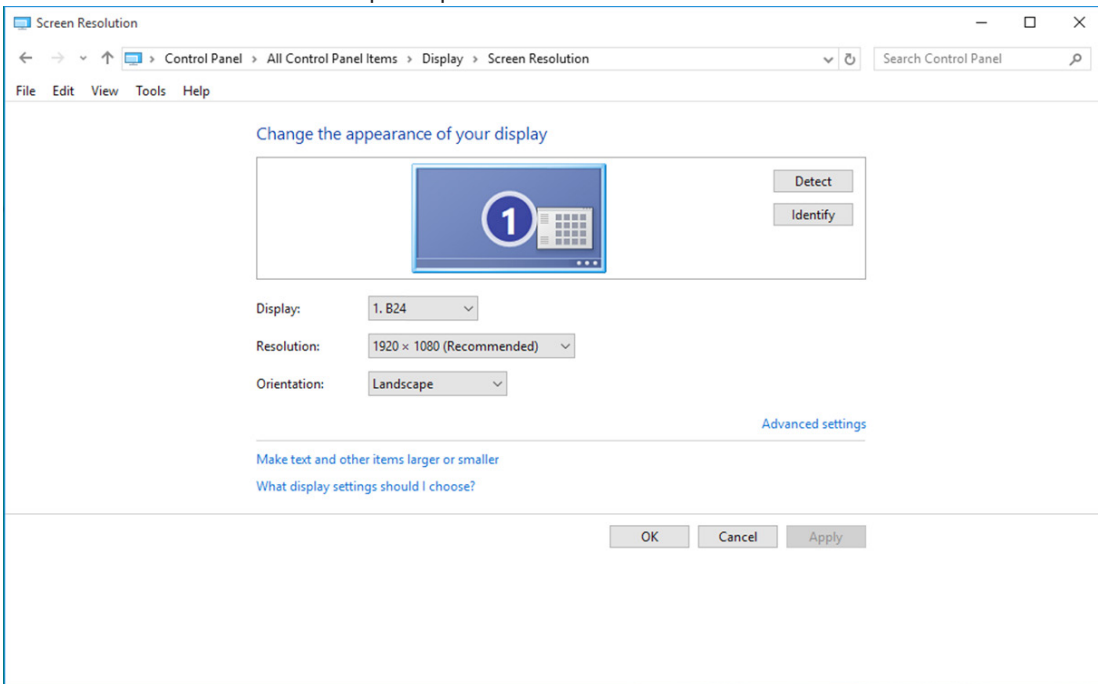 Screen Resolution
Control Panel > All Control Panel Items > Display > Screen Resolution
Search Control Panel
File Edit View Tools Help
Change the appearance of your display
1
Detect
Identify
Display: 1. B24
Resolution: 1920 × 1080 (Recommended)
Orientation: Landscape
Advanced settings
Make text and other items larger or smaller
What display settings should I choose?
OK Cancel Apply